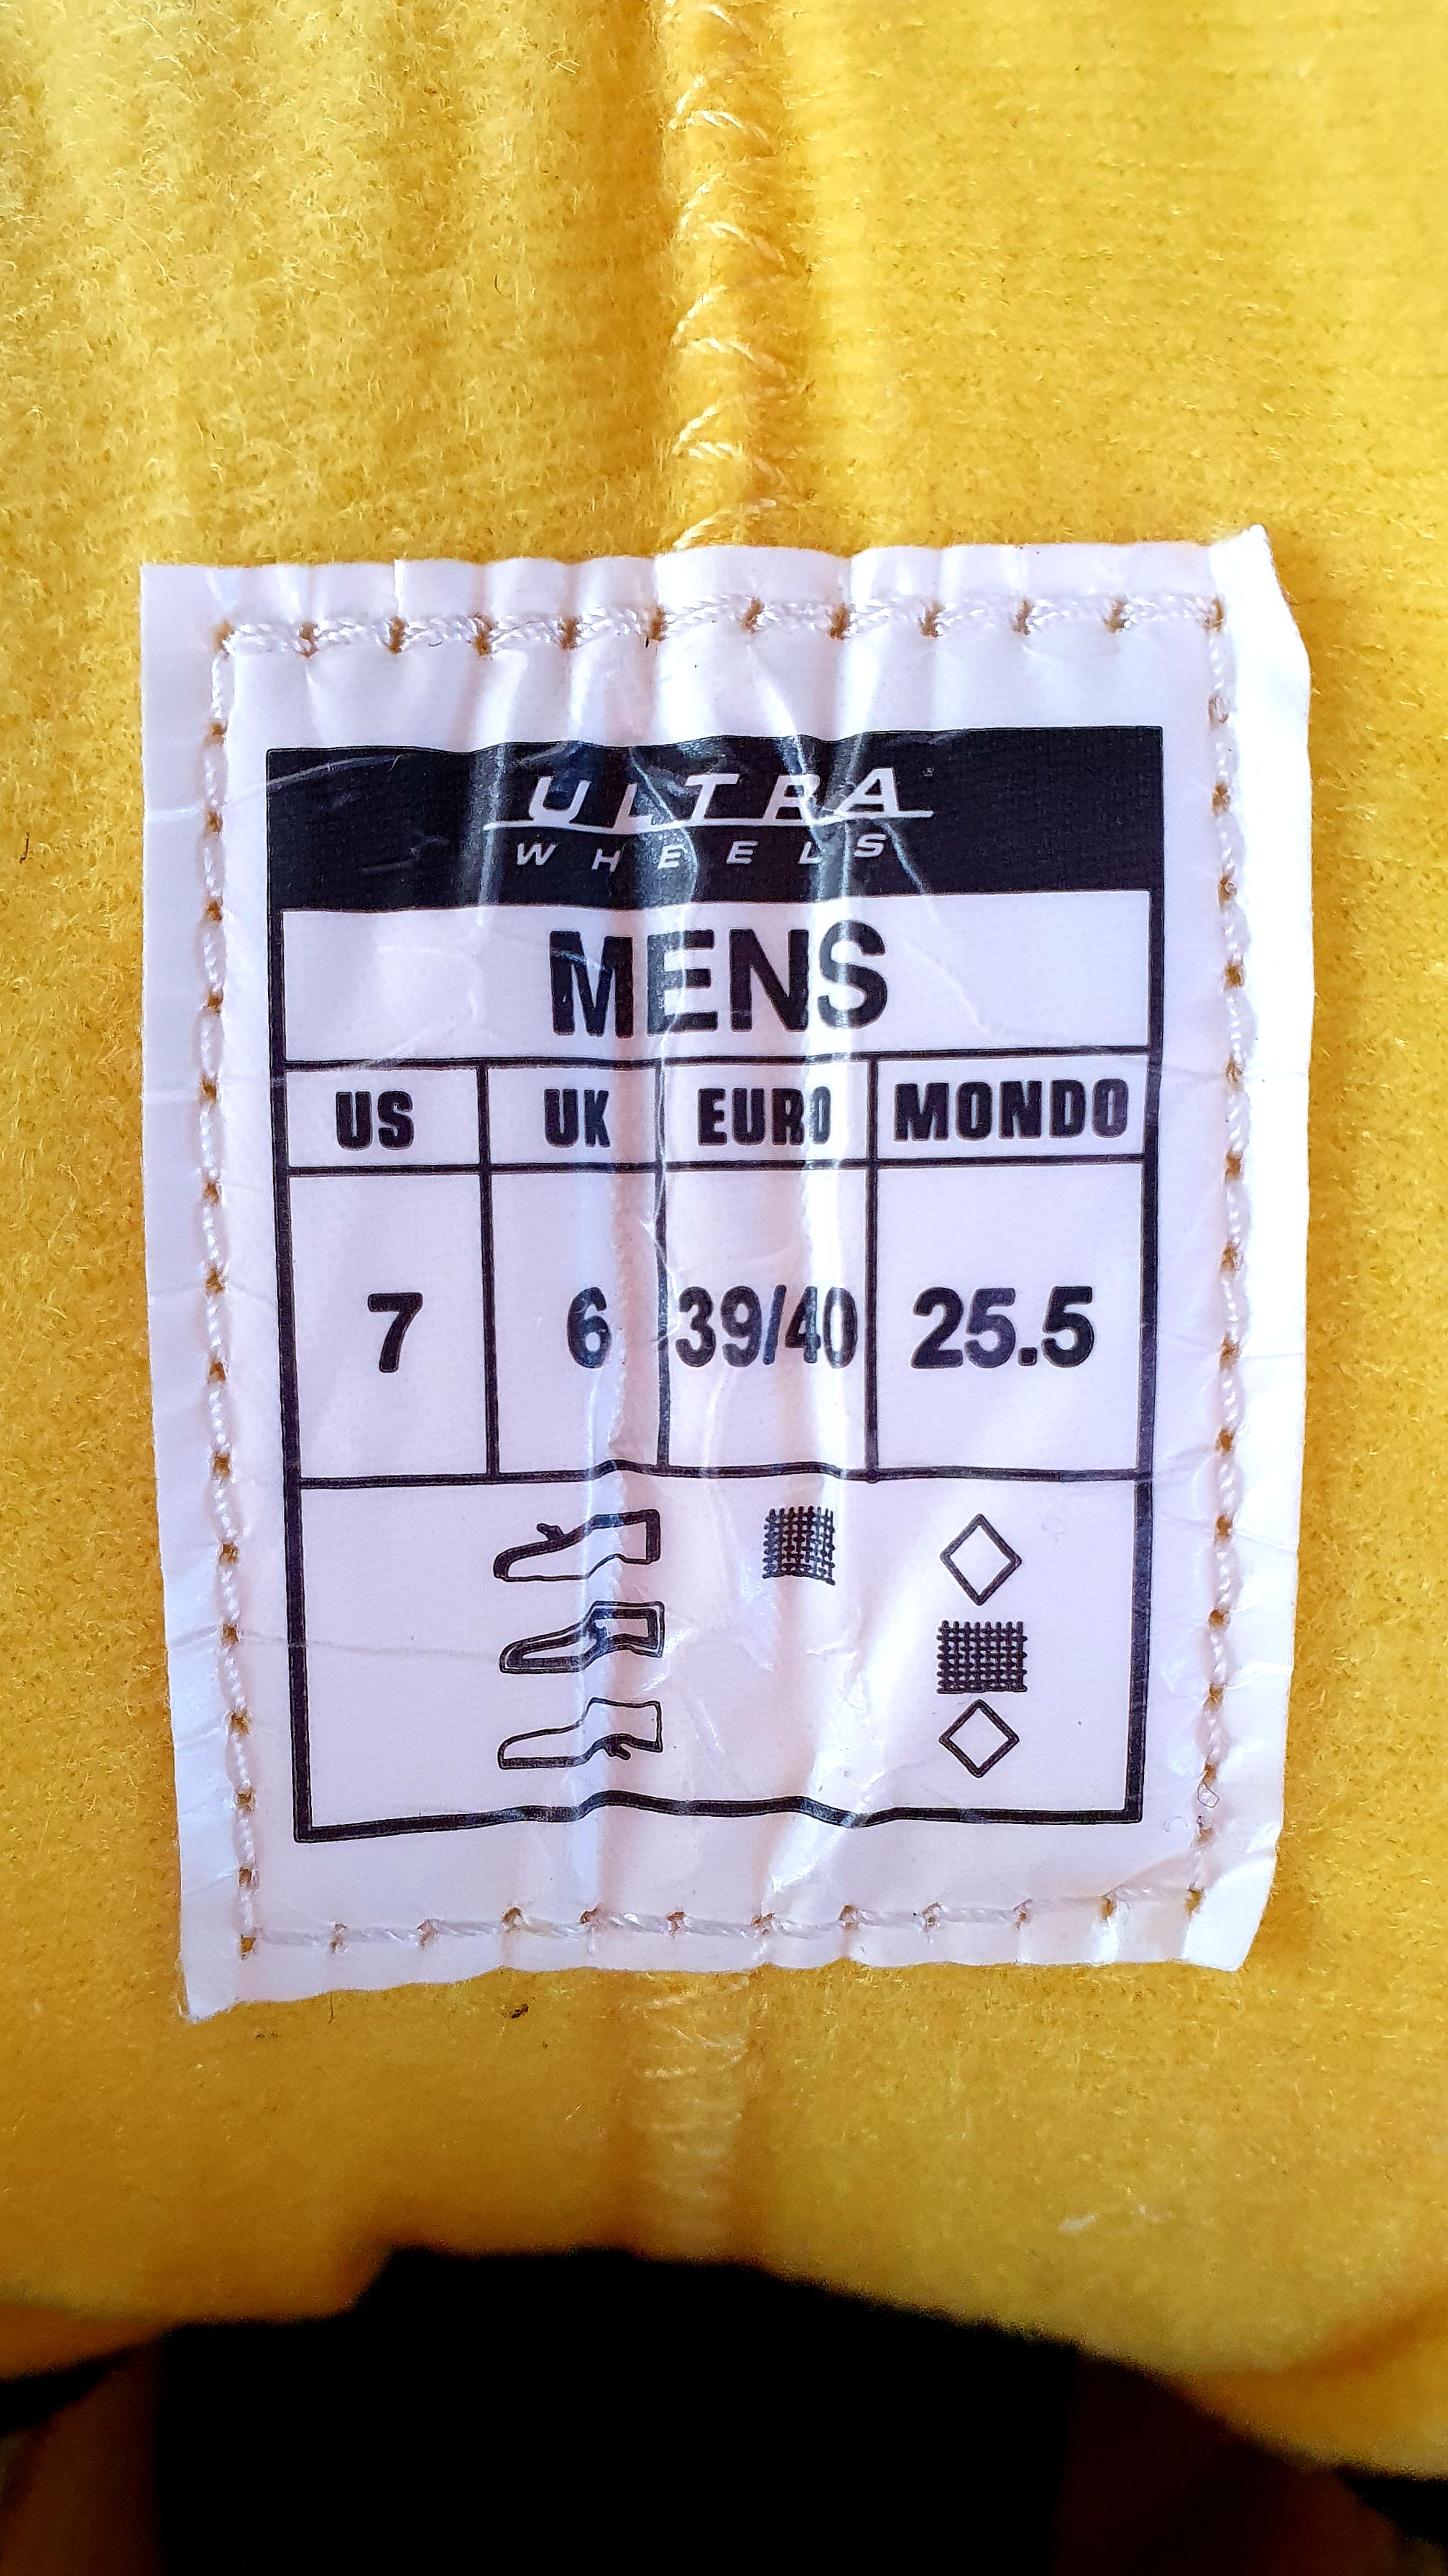 ULTRA
WHEELS
MENS
US UK EURO MONDO
7 6 39/40 25.5